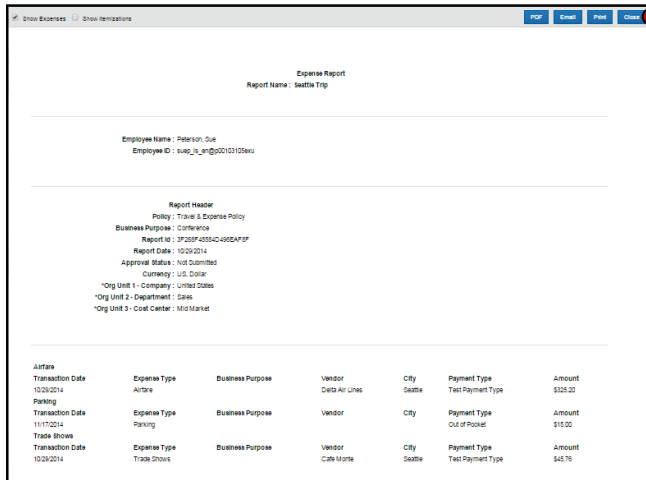 Show Expenses Show Itemizations PDF Email Print Close
Expense Report
Report Name : Seattle Trip
Employee Name : Peterson, Sue
Employee ID : suep_ls_en@p00103105exu
Report Header
Policy : Travel & Expense Policy
Business Purpose : Conference
Report Id : 3F268F45584D496EAF6F
Report Date : 10/29/2014
Approval Status : Not Submitted
Currency : US, Dollar
*Org Unit 1 - Company : United States
*Org Unit 2 - Department : Sales
*Org Unit 3 - Cost Center : Mid Market
Airfare
Transaction Date Expense Type Business Purpose Vendor City Payment Type Amount
10/29/2014 Airfare Delta Air Lines Seattle Test Payment Type $325.20
Parking
Transaction Date Expense Type Business Purpose Vendor City Payment Type Amount
11/17/2014 Parking Out of Pocket $15.00
Trade Shows
Transaction Date Expense Type Business Purpose Vendor City Payment Type Amount
10/29/2014 Trade Shows Cafe Monte Seattle Test Payment Type $45.76